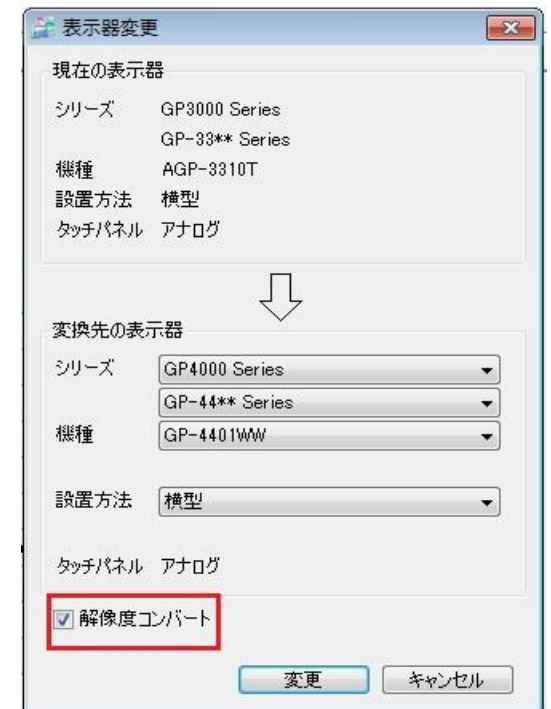 表示器変更
現在の表示器
シリーズ GP3000 Series
GP-33** Series
機種 AGP-3310T
設置方法 横型
タッチパネル アナログ
変換先の表示器
シリーズ GP4000 Series
GP-44** Series
機種 GP-4401WW
設置方法 横型
タッチパネル アナログ
解像度コンバート
変更 キャンセル